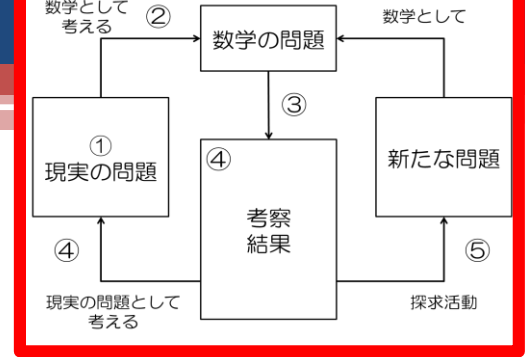 数学として
考える
②
数学の問題
数学として
③
①
現実の問題
④
考察
結果
新たな問題
④
⑤
現実の問題として
考える
探求活動